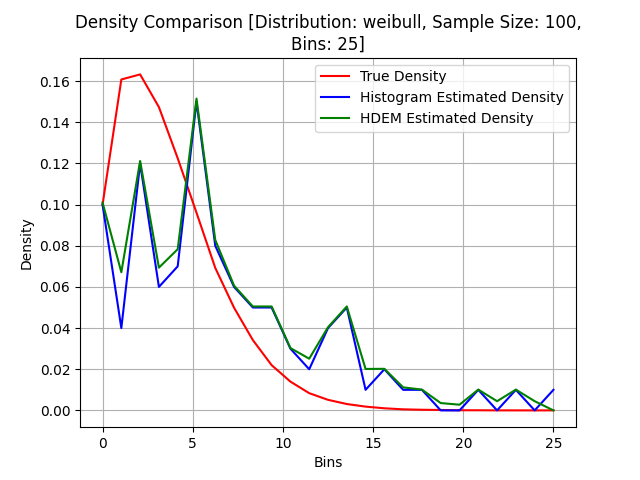 Density Comparison [Distribution: weibull, Sample Size: 100,
Bins: 25]
True Density
Histogram Estimated Density
HDEM Estimated Density
Density
0.16
0.14
0.12
0.10
0.08
0.06
0.04
0.02
0.00
0 5 10 15 20 25
Bins